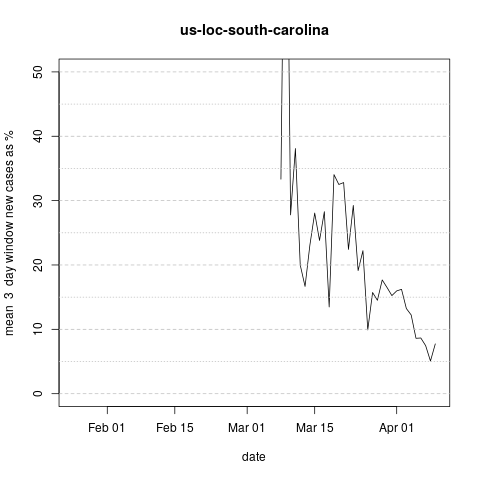 us-loc-south-carolina
mean 3 day window new cases as %
50
40
30
20
10
0
Feb 01 Feb 15 Mar 01 Mar 15 Apr 01
date